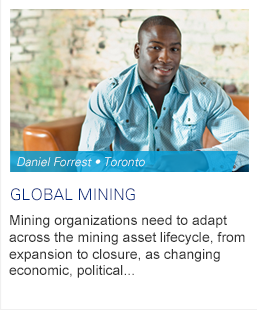 Daniel Forrest • Toronto
GLOBAL MINING
Mining organizations need to adapt
across the mining asset lifecycle, from
expansion to closure, as changing
economic, political...